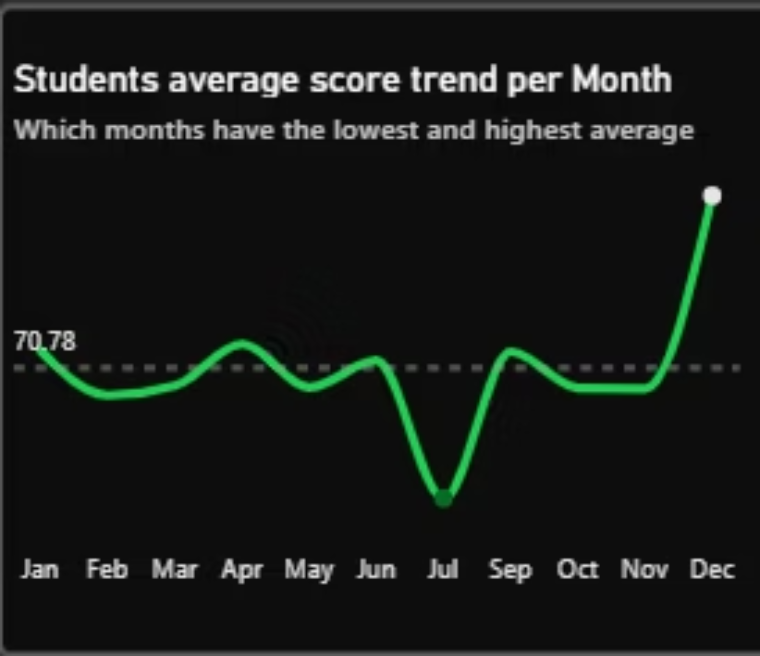 Students average score trend per Month
Which months have the lowest and highest average
70.78
Jan Feb Mar Apr May Jun Jul Sep Oct Nov Dec